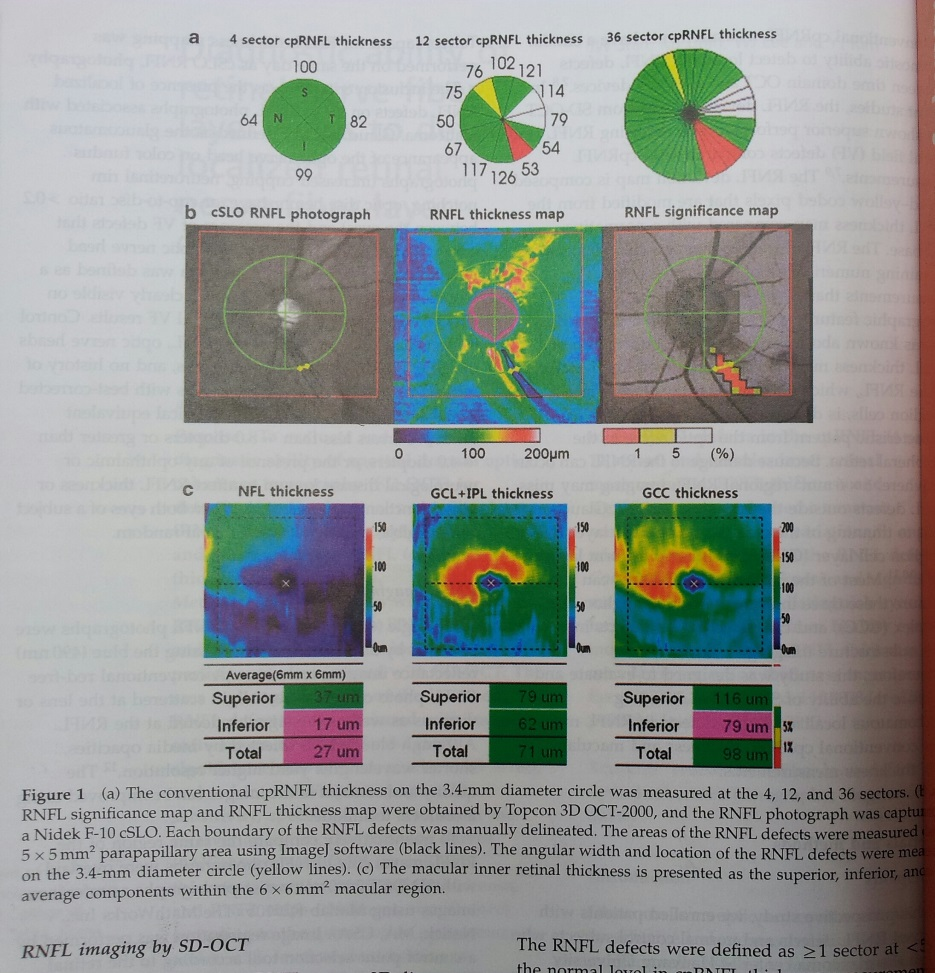 a
4 sector cpRNFL thickness
12 sector cpRNFL thickness
36 sector cpRNFL thickness
100
S
64
N
T
82
I
99
102
76
121
75
114
50
79
67
54
117
126
53
b
cSLO RNFL photograph
RNFL thickness map
RNFL significance map
0
100
200μm
1
5
(%)
c
NFL thickness
GCL+IPL thickness
GCC thickness
150
100
50
0um
150
100
50
0um
200
150
100
50
0um
Average(6mm x 6mm)
Superior 37 um
Inferior 17 um
Total 27 um
Superior 79 um
Inferior 62 um
Total 71 um
Superior 116 um
Inferior 79 um
Total 98 um
5%
1%
Figure 1 (a) The conventional cpRNFL thickness on the 3.4-mm diameter circle was measured at the 4, 12, and 36 sectors. (b
RNFL significance map and RNFL thickness map were obtained by Topcon 3D OCT-2000, and the RNFL photograph was captur
a Nidek F-10 cSLO. Each boundary of the RNFL defects was manually delineated. The areas of the RNFL defects were measured
5 × 5 mm² parapapillary area using ImageJ software (black lines). The angular width and location of the RNFL defects were mea
on the 3.4-mm diameter circle (yellow lines). (c) The macular inner retinal thickness is presented as the superior, inferior, and
average components within the 6 × 6 mm² macular region.
RNFL imaging by SD-OCT
The RNFL defects were defined as ≥1 sector at <
the normal level in cpRNFL